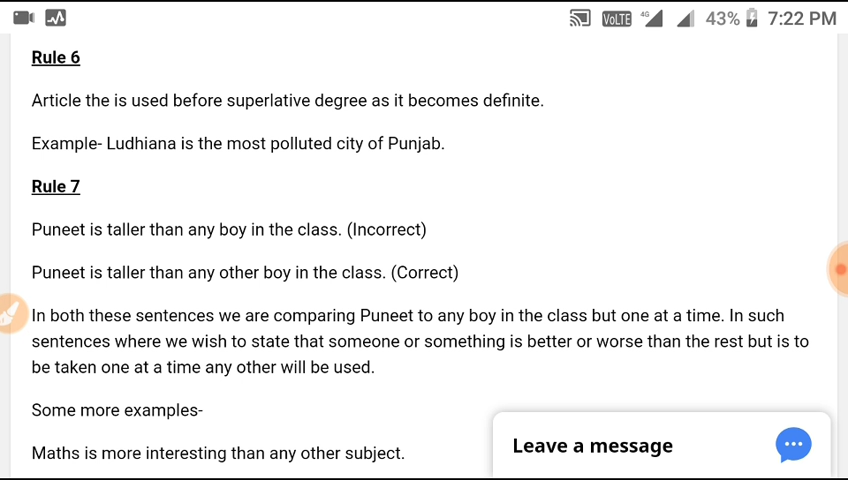 VoLTE 4G 43% 7:22 PM
Rule 6
Article the is used before superlative degree as it becomes definite.
Example- Ludhiana is the most polluted city of Punjab.
Rule 7
Puneet is taller than any boy in the class. (Incorrect)
Puneet is taller than any other boy in the class. (Correct)
In both these sentences we are comparing Puneet to any boy in the class but one at a time. In such
sentences where we wish to state that someone or something is better or worse than the rest but is to
be taken one at a time any other will be used.
Some more examples-
Leave a message
Maths is more interesting than any other subject.